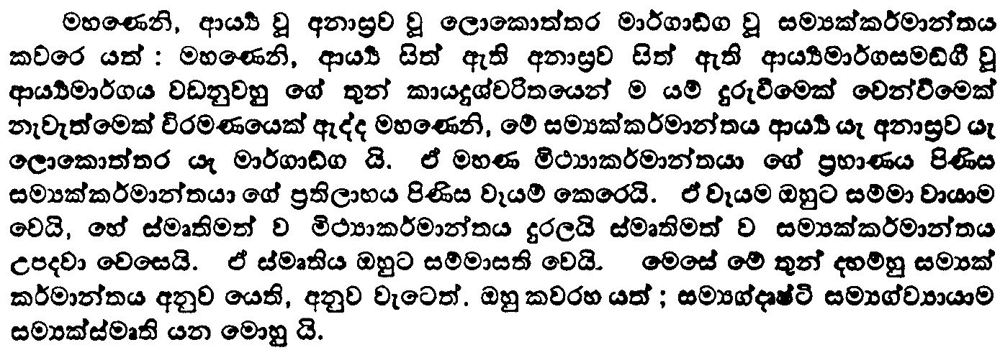 මහණෙනි, ආර්‍ය්‍ය වූ අනාස්‍රව වූ ලොකොත්තර මාර්ගාඞ්ග වූ සම්‍යක්කර්මාන්තය
කවරෙ යත් : මහණෙනි, ආර්‍ය්‍ය සිත් ඇති අනාස්‍රව සිත් ඇති ආර්‍ය්‍යමාර්ගසමඞ්ගී වූ
ආර්‍ය්‍යමාර්ගය වඩනුවහු ගේ තුන් කායදුශ්චරිතයෙන් ම යම් දුරුවීමෙක් වෙන්වීමෙක්
නැවැත්මෙක් විරමණයෙක් ඇද්ද මහණෙනි, මේ සම්‍යක්කර්මාන්තය ආර්‍ය්‍ය යැ අනාස්‍රව යැ
ලොකොත්තර යැ මාර්ගාඞ්ග යි. ඒ මහණ මිථ්‍යාකර්මාන්තයා ගේ ප්‍රහාණය පිණිස
සම්‍යක්කර්මාන්තයා ගේ ප්‍රතිලාභය පිණිස වෑයම් කෙරෙයි. ඒ වෑයම ඔහුට සම්මා වායාම
වෙයි, හේ ස්මෘතිමත් ව මිථ්‍යාකර්මාන්තය දුරලයි ස්මෘතිමත් ව සම්‍යක්කර්මාන්තය
උපදවා වෙසෙයි. ඒ ස්මෘතිය ඔහුට සම්මාසති වෙයි. මෙසේ මේ තුන් දහම්හු සම්‍යක්
කර්මාන්තය අනුව යෙති, අනුව වැටෙත්. ඔහු කවරහ යත් ; සම්‍යග්දෘෂ්ටි සම්‍යග්ව්‍යායාම
සම්‍යක්ස්මෘති යන මොහු යි.